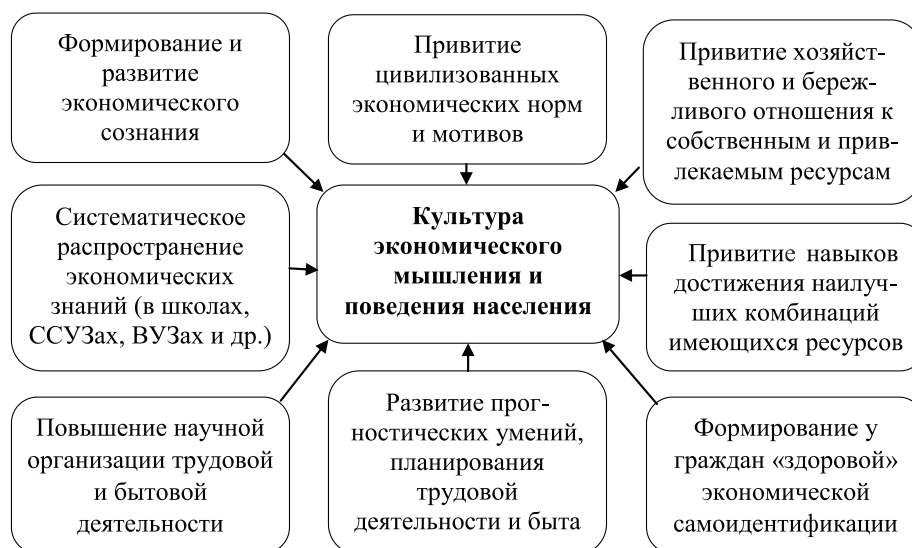 Формирование и
развитие
экономического
сознания
Привитие
цивилизованных
экономических норм
и мотивов
Привитие хозяйст-
венного и береж-
ливого отношения к
собственным и прив-
лекаемым ресурсам
Систематическое
распространение
экономических
знаний (в школах,
ССУЗах, ВУЗах и др.)
Культура
экономического
мышления и
поведения населения
Привитие навыков
достижения наилуч-
ших комбинаций
имеющихся ресурсов
Повышение научной
организации трудовой
и бытовой
деятельности
Развитие прог-
ностических умений,
планирования
трудовой
деятельности и быта
Формирование у
граждан «здоровой»
экономической
самоидентификации